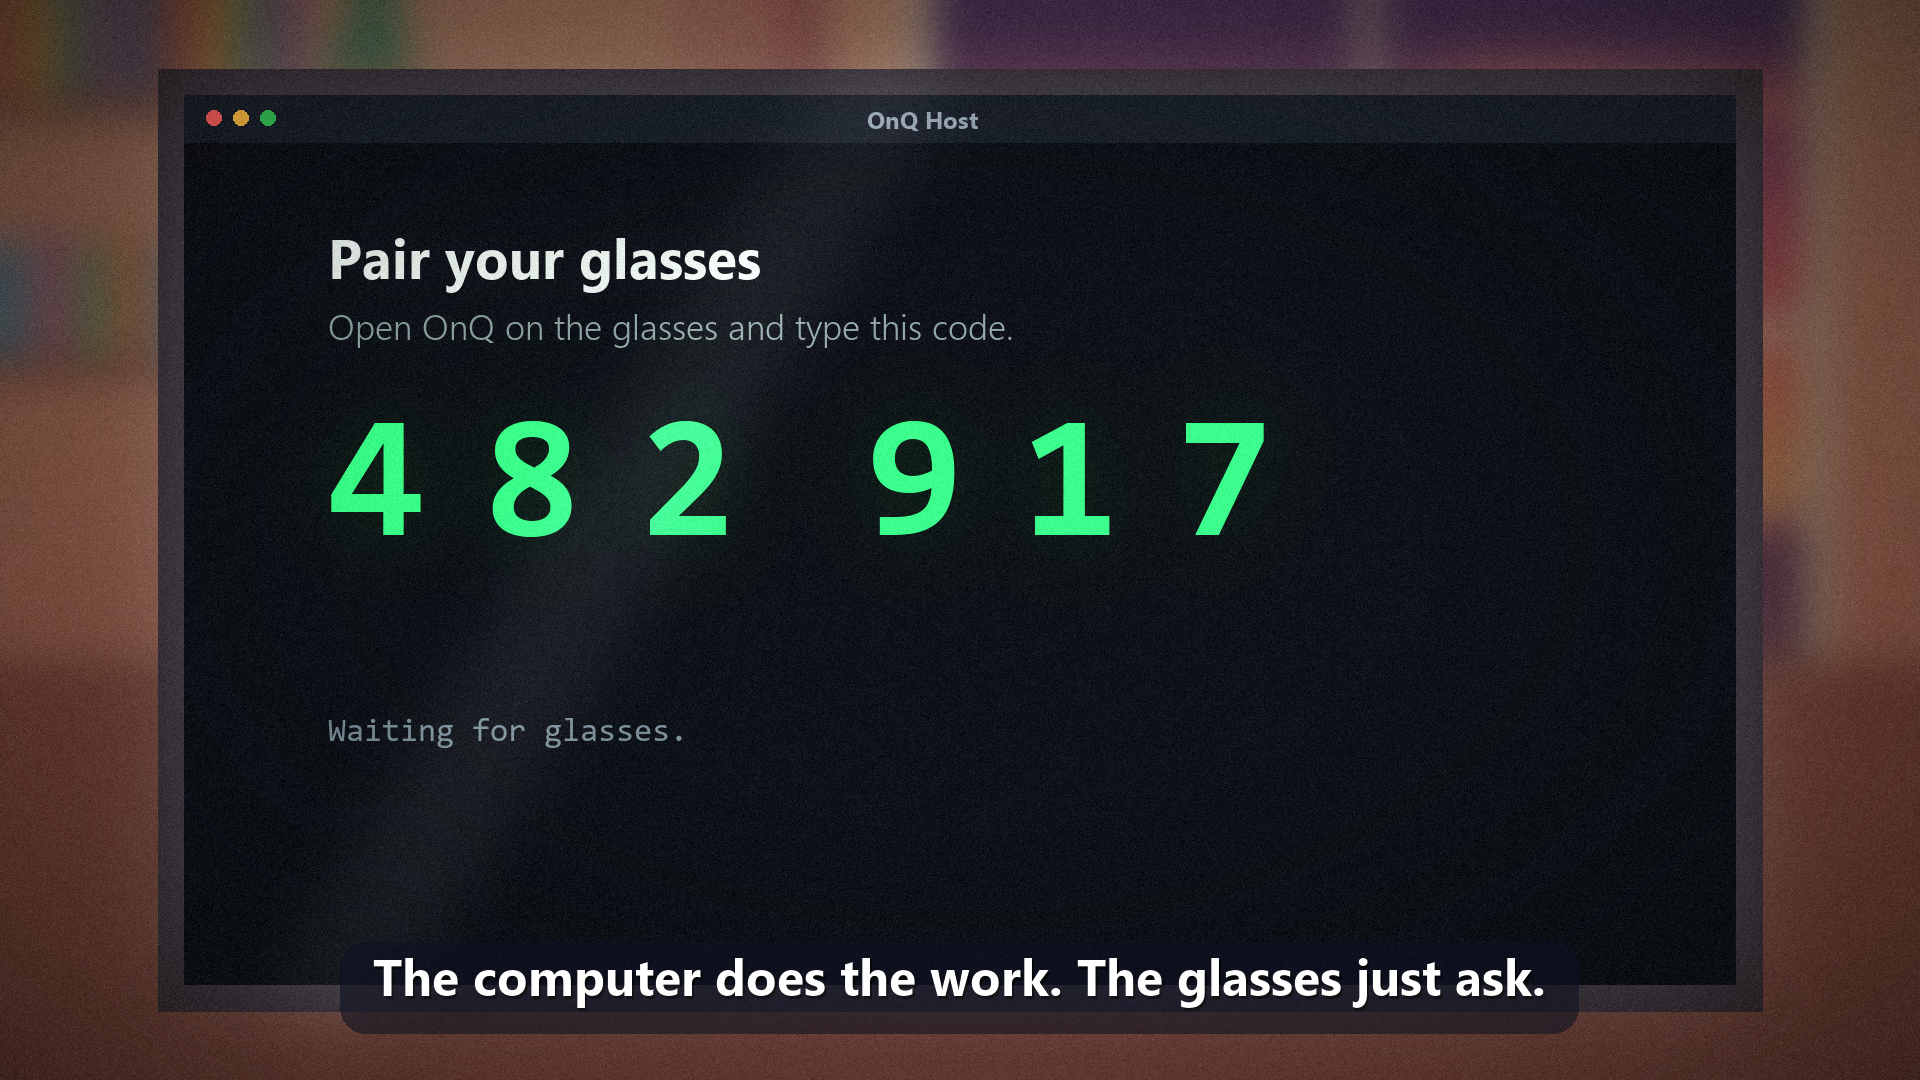 OnQ Host
Pair your glasses
Open OnQ on the glasses and type this code.
4 8 2 9 1 7
Waiting for glasses.
The computer does the work. The glasses just ask.